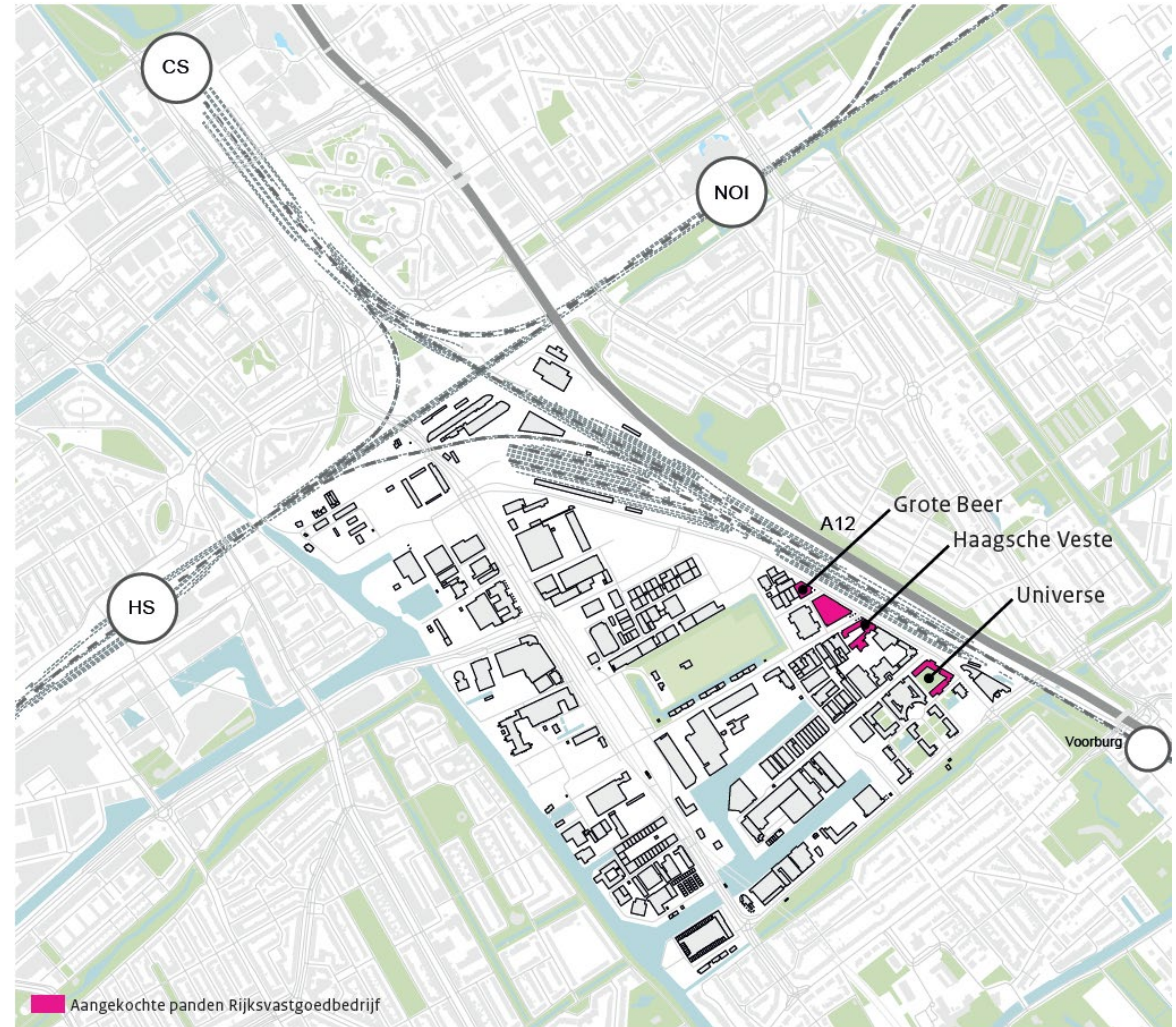 CS
NOI
Grote Beer
A12
Haagsche Veste
Universe
HS
Voorburg
Aangekochte panden Rijksvastgoedbedrijf